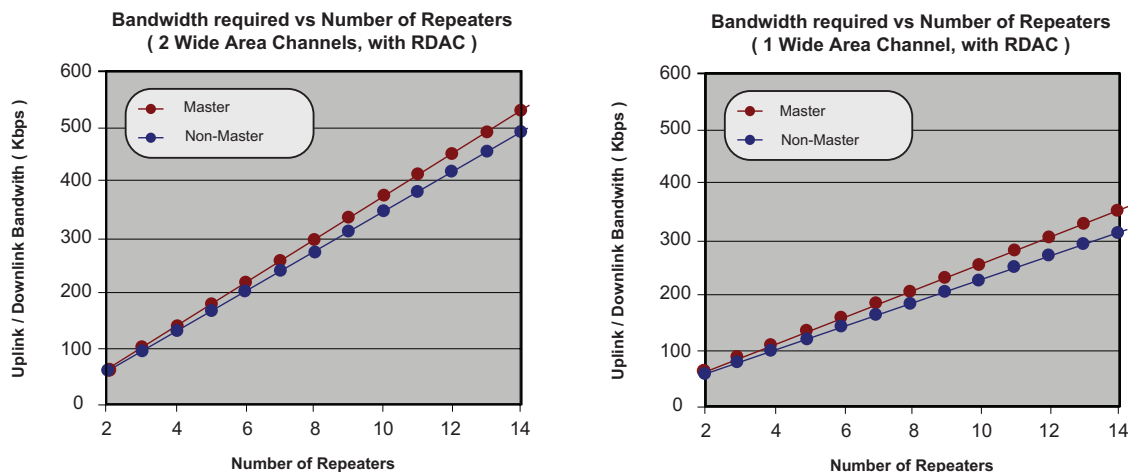 Bandwidth required vs Number of Repeaters
( 2 Wide Area Channels, with RDAC )
600
500
400
300
200
100
0
Uplink / Downlink Bandwith ( Kbps )
Master
Non-Master
2 4 6 8 10 12 14
Number of Repeaters
Bandwidth required vs Number of Repeaters
( 1 Wide Area Channel, with RDAC )
600
500
400
300
200
100
0
Uplink / Downlink Bandwith ( Kbps )
Master
Non-Master
2 4 6 8 10 12 14
Number of Repeaters